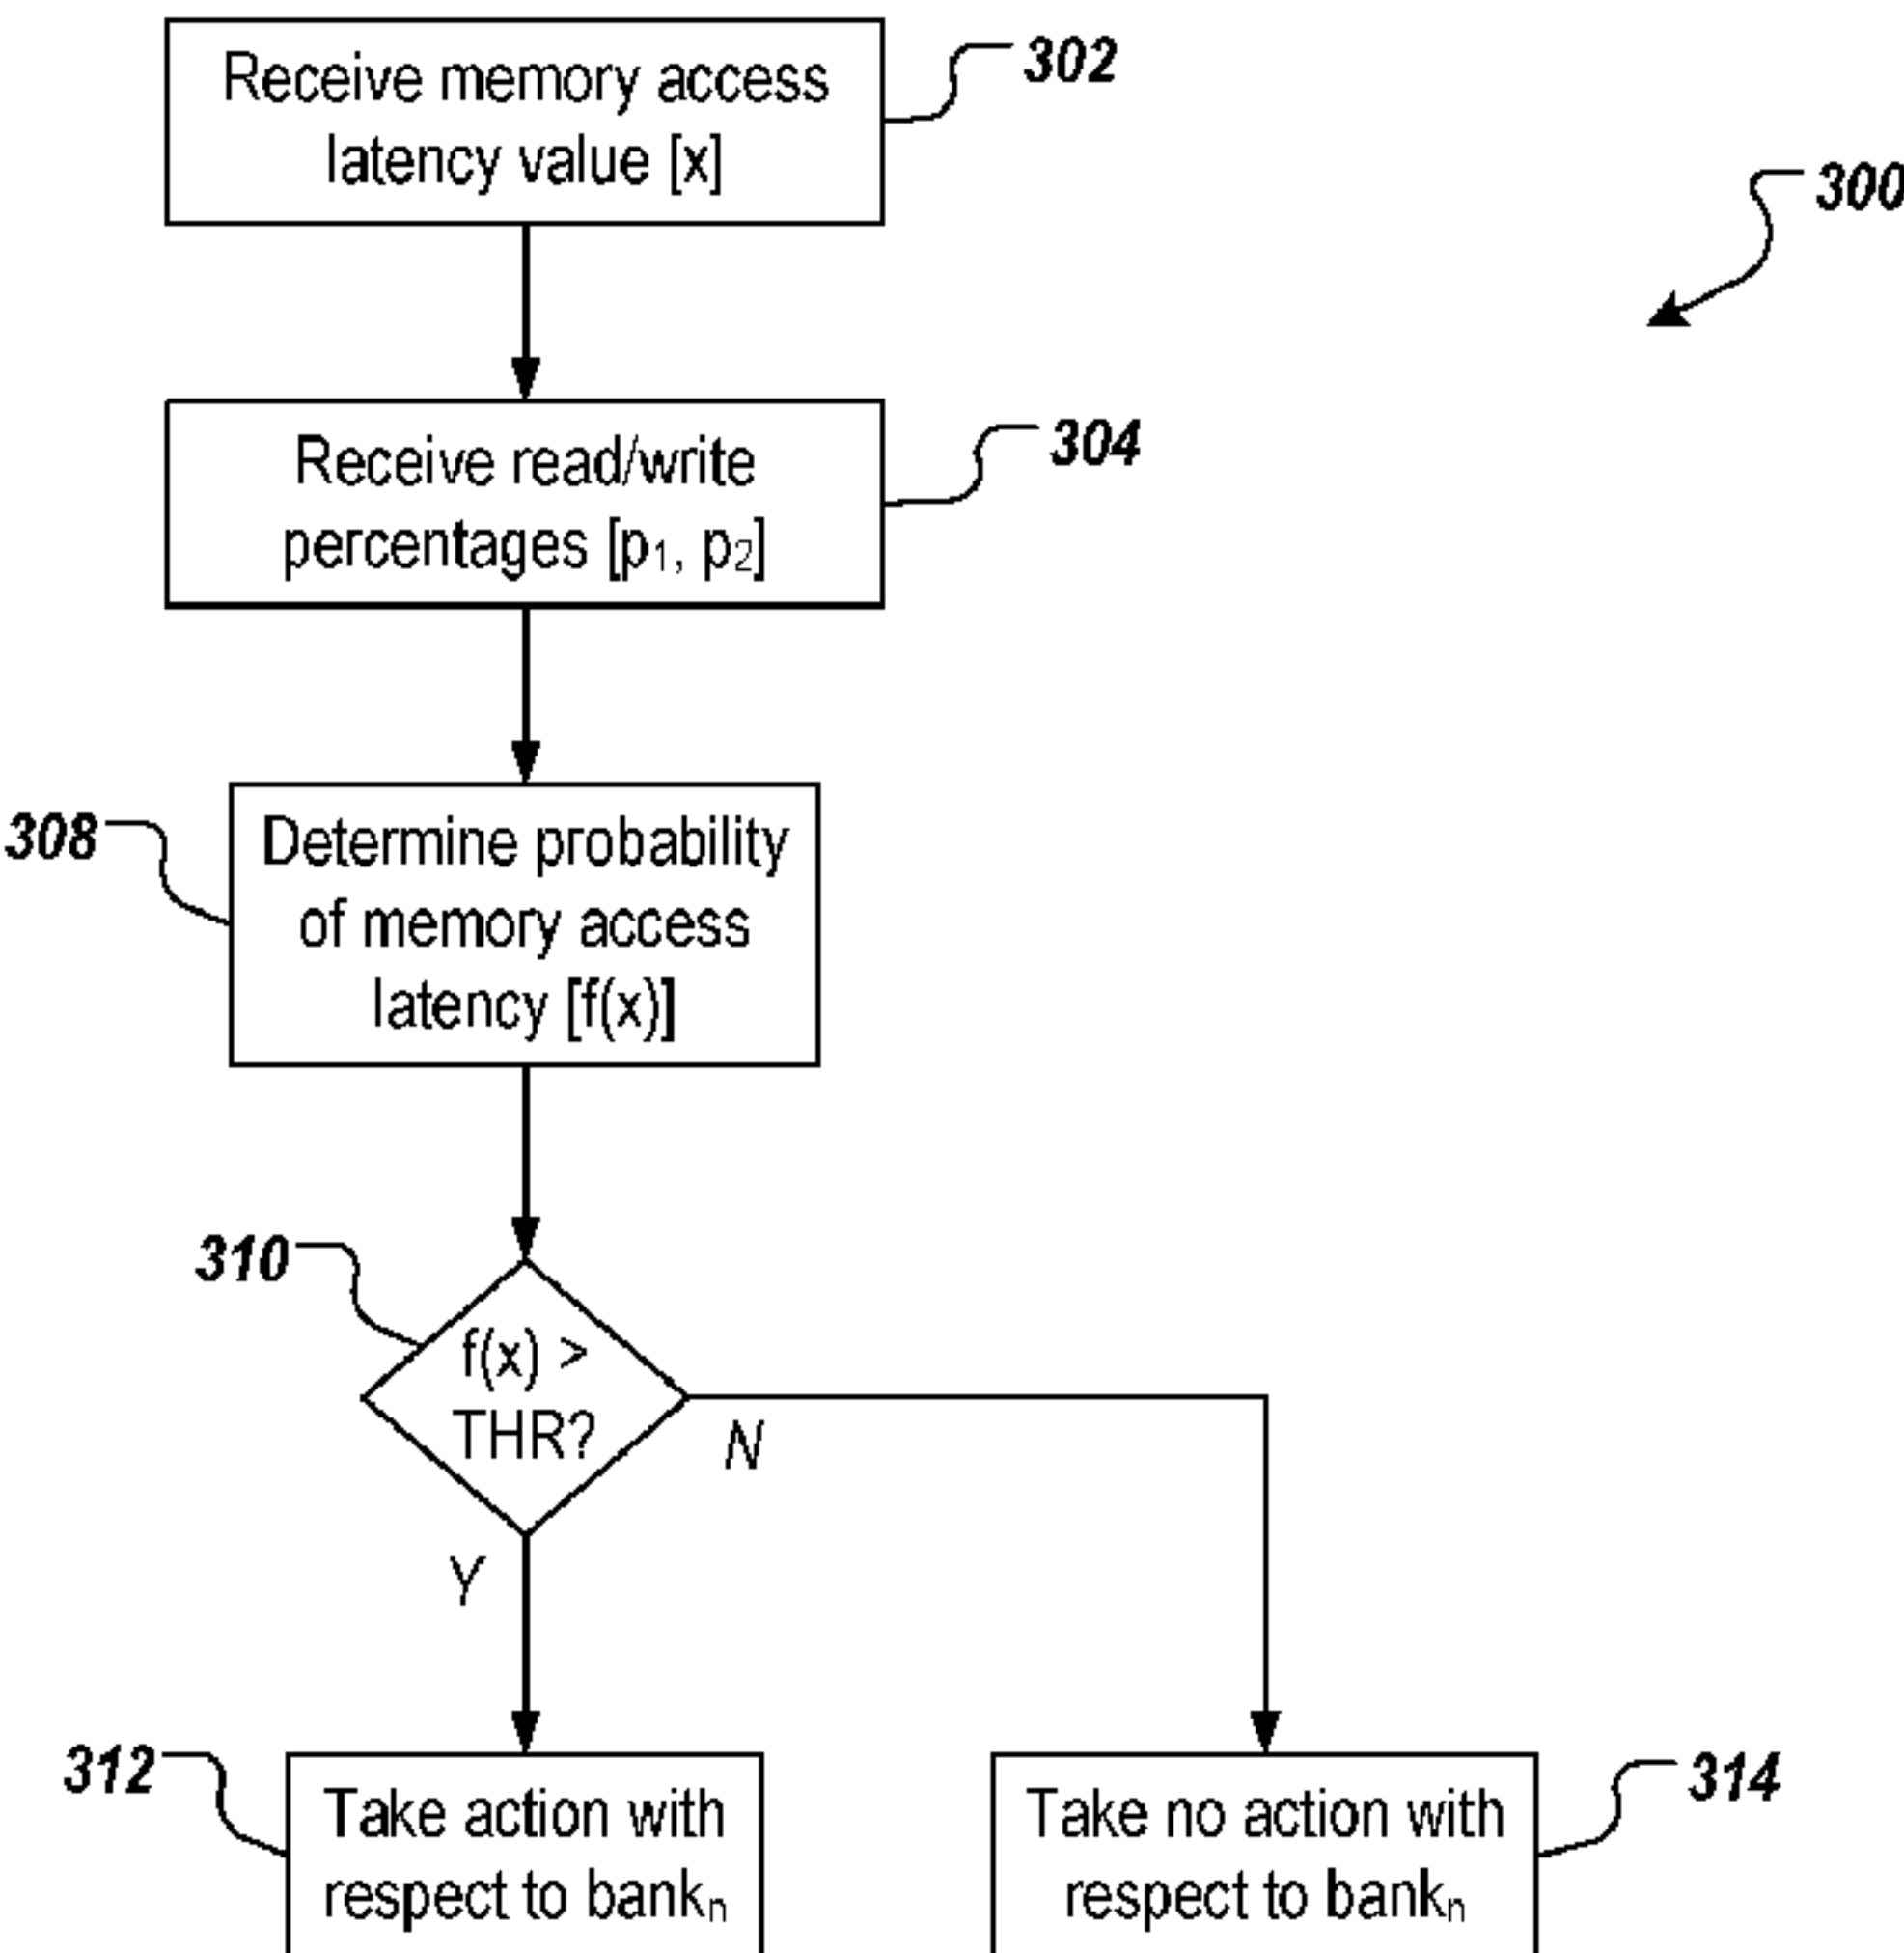 Receive memory access
latency value [x]
302
300
Receive read/write
percentages [p₁, p₂]
304
308
Determine probability
of memory access
latency [f(x)]
310
f(x) >
THR?
N
Y
312
Take action with
respect to bankₙ
Take no action with
respect to bankₙ
314